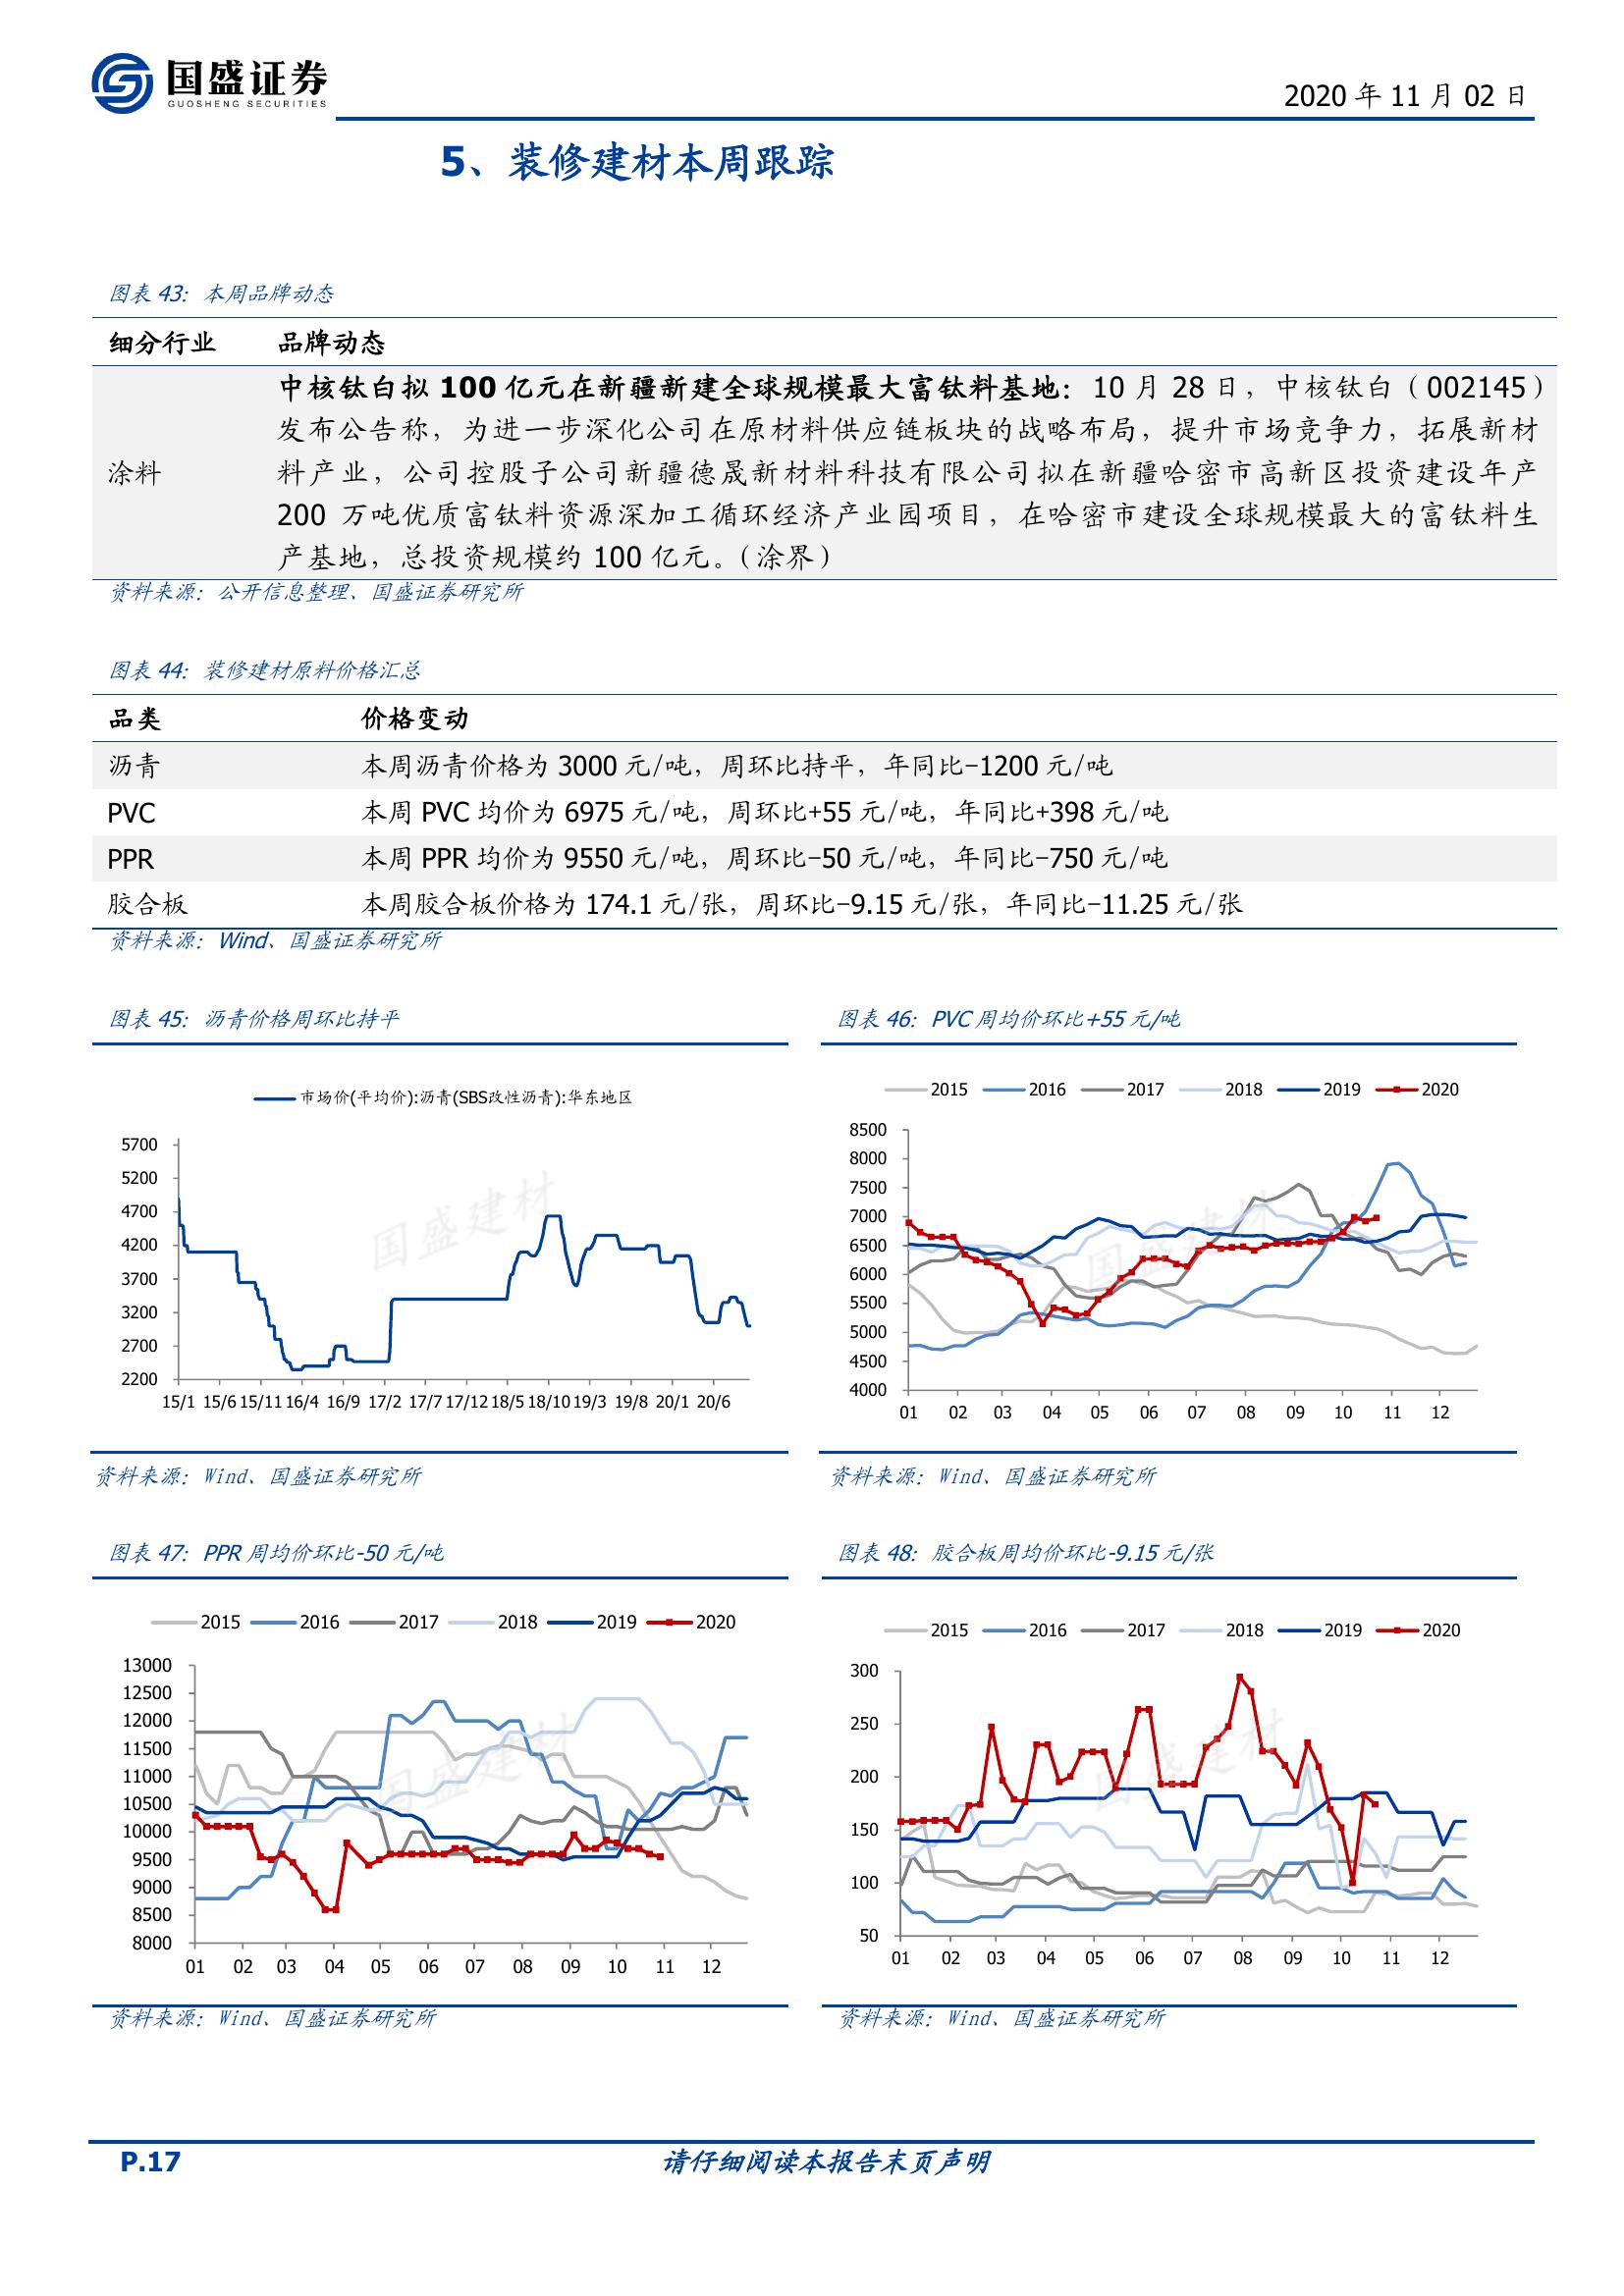 国盛证券
GUOSHENG SECURITIES
2020 年 11 月 02 日
5、装修建材本周跟踪
图表 43：本周品牌动态
细分行业 品牌动态
涂料
中核钛白拟 100 亿元在新疆新建全球规模最大富钛料基地：10 月 28 日，中核钛白（002145）
发布公告称，为进一步深化公司在原材料供应链板块的战略布局，提升市场竞争力，拓展新材
料产业，公司控股子公司新疆德晟新材料科技有限公司拟在新疆哈密市高新区投资建设年产
200 万吨优质富钛料资源深加工循环经济产业园项目，在哈密市建设全球规模最大的富钛料生
产基地，总投资规模约 100 亿元。（涂界）
资料来源：公开信息整理、国盛证券研究所
图表 44：装修建材原料价格汇总
品类 价格变动
沥青 本周沥青价格为 3000 元/吨，周环比持平，年同比-1200 元/吨
PVC 本周 PVC 均价为 6975 元/吨，周环比+55 元/吨，年同比+398 元/吨
PPR 本周 PPR 均价为 9550 元/吨，周环比-50 元/吨，年同比-750 元/吨
胶合板 本周胶合板价格为 174.1 元/张，周环比-9.15 元/张，年同比-11.25 元/张
资料来源：Wind、国盛证券研究所
图表 45：沥青价格周环比持平
市场价(平均价):沥青(SBS改性沥青):华东地区
5700
5200
4700
4200
3700
3200
2700
2200
15/1 15/6 15/11 16/4 16/9 17/2 17/7 17/12 18/5 18/10 19/3 19/8 20/1 20/6
国盛建材
资料来源：Wind、国盛证券研究所
图表 46：PVC 周均价环比+55 元/吨
2015 2016 2017 2018 2019 2020
8500
8000
7500
7000
6500
6000
5500
5000
4500
4000
01 02 03 04 05 06 07 08 09 10 11 12
国盛建材
资料来源：Wind、国盛证券研究所
图表 47：PPR 周均价环比-50 元/吨
2015 2016 2017 2018 2019 2020
13000
12500
12000
11500
11000
10500
10000
9500
9000
8500
8000
01 02 03 04 05 06 07 08 09 10 11 12
国盛建材
资料来源：Wind、国盛证券研究所
图表 48：胶合板周均价环比-9.15 元/张
2015 2016 2017 2018 2019 2020
300
250
200
150
100
50
01 02 03 04 05 06 07 08 09 10 11 12
国盛建材
资料来源：Wind、国盛证券研究所
P.17 请仔细阅读本报告末页声明